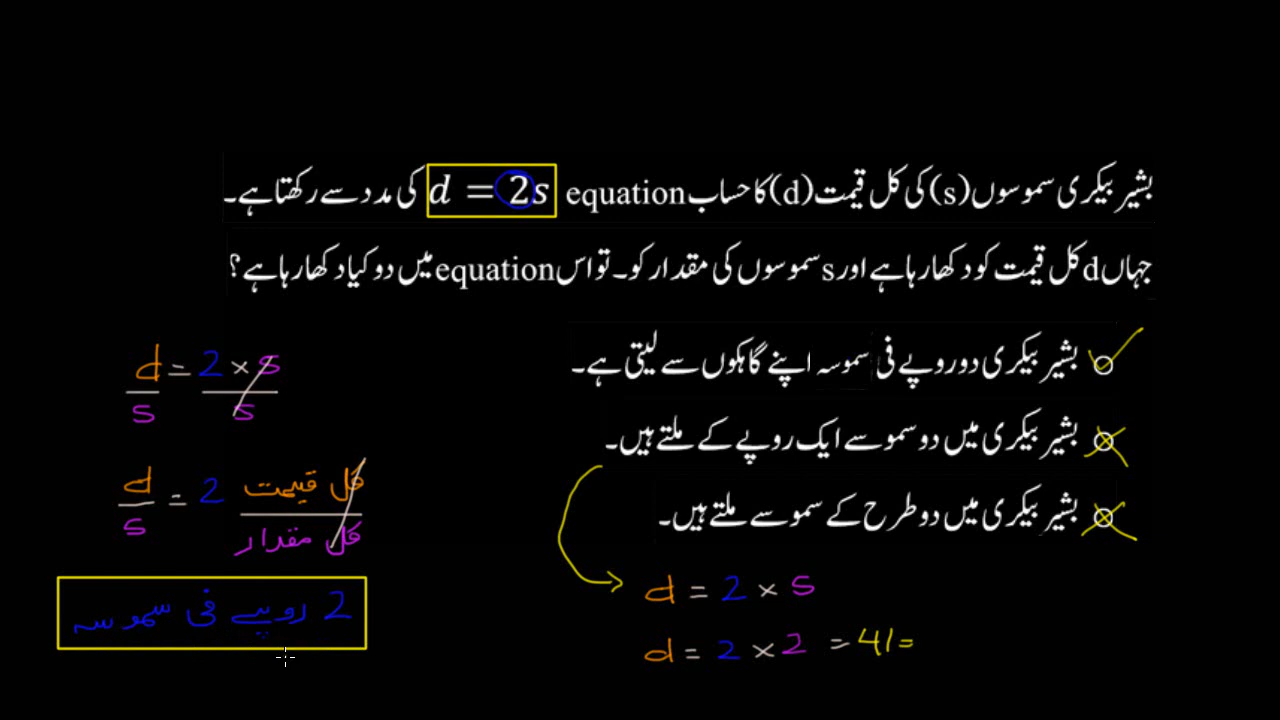 بشیر بیکری سموسوں (s) کی کل قیمت (d) کا حساب equation d = 2s کی مدد سے رکھتا ہے۔
جہاں d کل قیمت کو دکھا رہا ہے اور s سموسوں کی مقدار کو۔ تو اس equation میں دو کیا دکھا رہا ہے؟
بشیر بیکری دو روپے فی سموسہ اپنے گاہکوں سے لیتی ہے۔
بشیر بیکری میں دو سموسے ایک روپے کے ملتے ہیں۔
بشیر بیکری میں دو طرح کے سموسے ملتے ہیں۔
d = 2 × s
s s
d = 2 کل قیمت
s کل مقدار
2 روپے فی سموسہ
d = 2 × s
d = 2 × 2 = 4/=